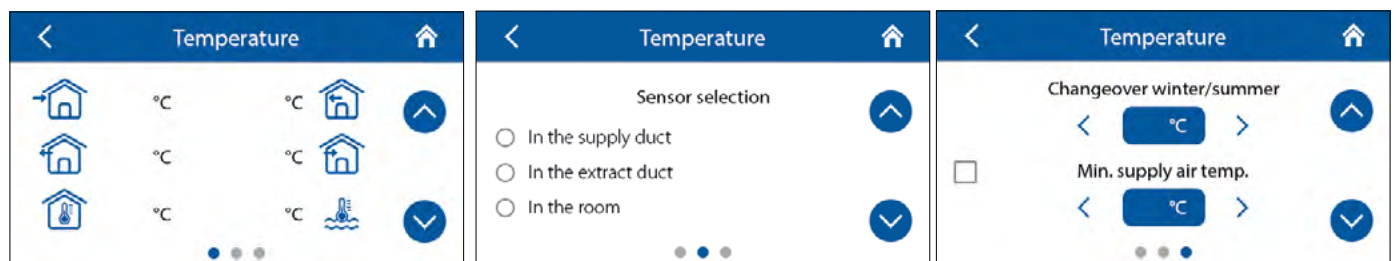 Temperature
°C °C
°C °C
°C °C
Temperature
Sensor selection
In the supply duct
In the extract duct
In the room
Temperature
Changeover winter/summer
°C
Min. supply air temp.
°C